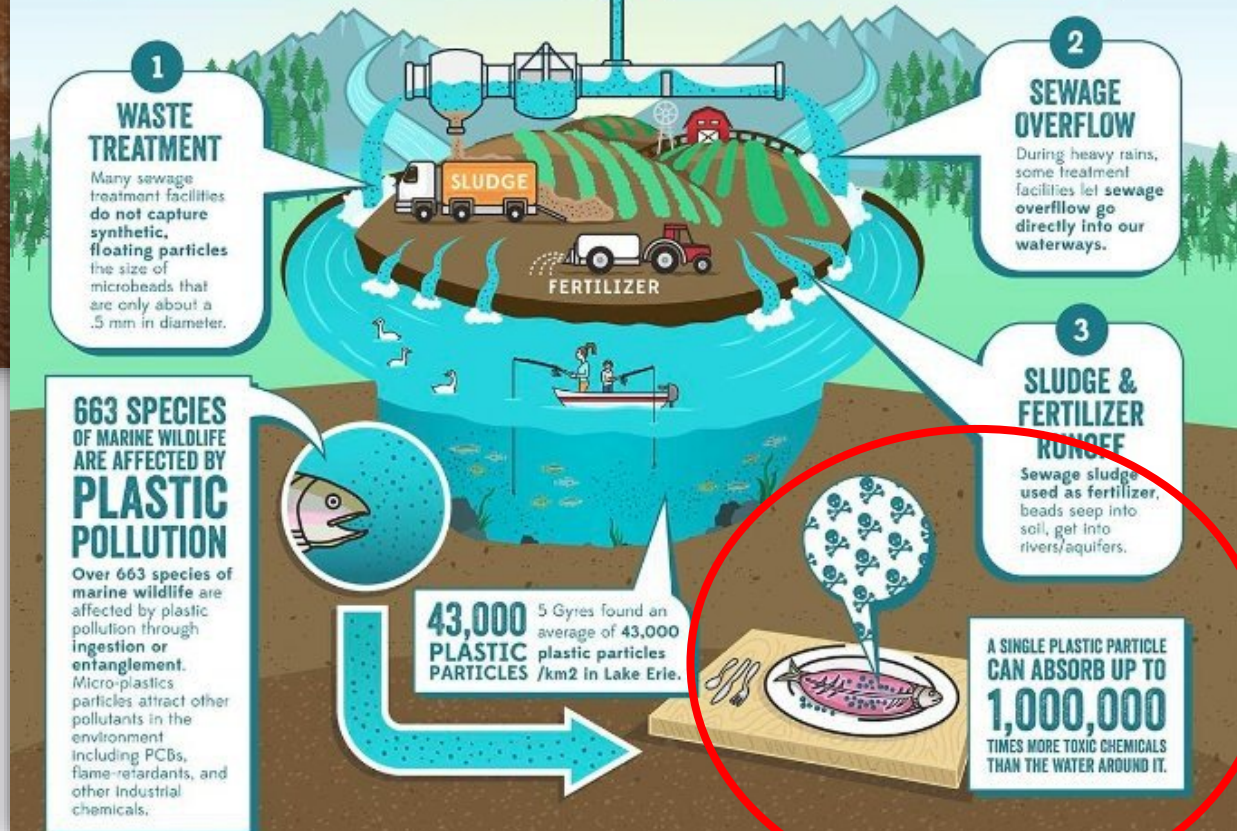 1
WASTE
TREATMENT
Many sewage
treatment facilities
do not capture
synthetic,
floating particles
the size of
microbeads that
are only about a
.5 mm in diameter.
2
SEWAGE
OVERFLOW
During heavy rains,
some treatment
facilities let sewage
overfllow go
directly into our
waterways.
SLUDGE
FERTILIZER
3
SLUDGE &
FERTILIZER
RUNOFF
Sewage sludge
used as fertilizer,
beads seep into
soil, get into
rivers/aquifers.
663 SPECIES
OF MARINE WILDLIFE
ARE AFFECTED BY
PLASTIC
POLLUTION
Over 663 species of
marine wildlife are
affected by plastic
pollution through
ingestion or
entanglement.
Micro-plastics
particles attract other
pollutants in the
environment
including PCBs,
flame-retardants, and
other industrial
chemicals.
43,000
PLASTIC
PARTICLES
5 Gyres found an
average of 43,000
plastic particles
/km2 in Lake Erie.
A SINGLE PLASTIC PARTICLE
CAN ABSORB UP TO
1,000,000
TIMES MORE TOXIC CHEMICALS
THAN THE WATER AROUND IT.